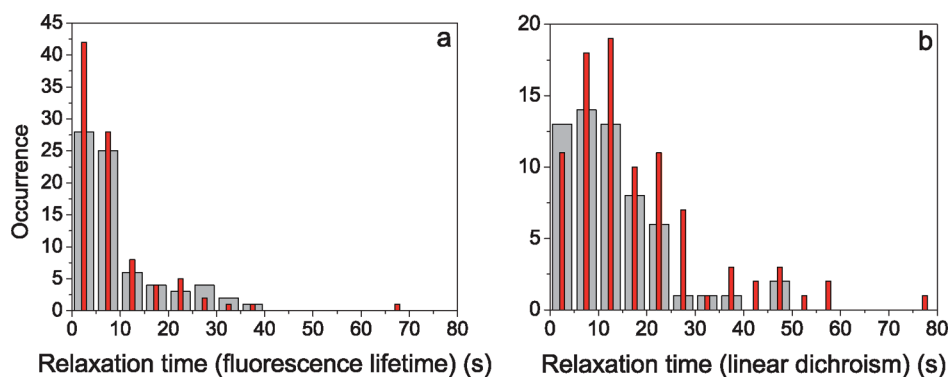 a
45
40
35
30
25
20
15
10
5
0
Occurrence
0 10 20 30 40 50 60 70 80
Relaxation time (fluorescence lifetime) (s)
b
20
15
10
5
0
0 10 20 30 40 50 60 70 80
Relaxation time (linear dichroism) (s)